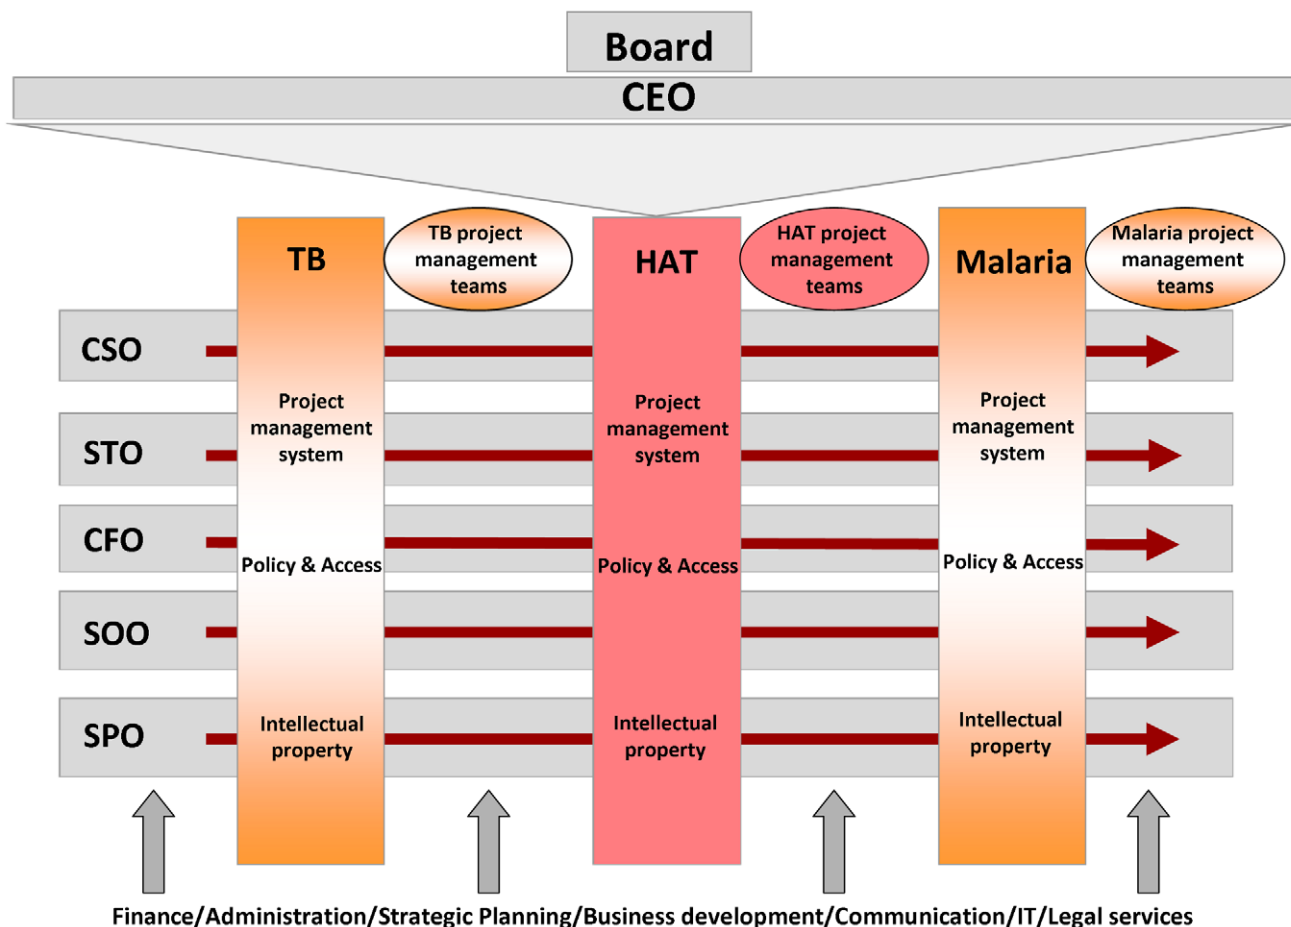 Board
CEO
TB
TB project
management
teams
HAT
HAT project
management
teams
Malaria
Malaria project
management
teams
CSO
Project
management
system
Project
management
system
Project
management
system
STO
CFO
Policy & Access
Policy & Access
Policy & Access
SOO
SPO
Intellectual
property
Intellectual
property
Intellectual
property
Finance/Administration/Strategic Planning/Business development/Communication/IT/Legal services